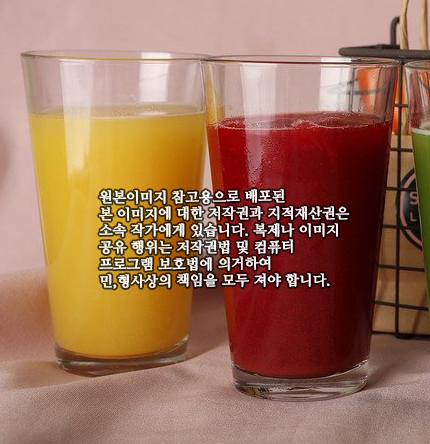 원본이미지 참고용으로 배포된
본 이미지에 대한 저작권과 지적재산권은
소속 작가에게 있습니다. 복제나 이미지
공유 행위는 저작권법 및 컴퓨터
프로그램 보호법에 의거하여
민,형사상의 책임을 모두 져야 합니다.